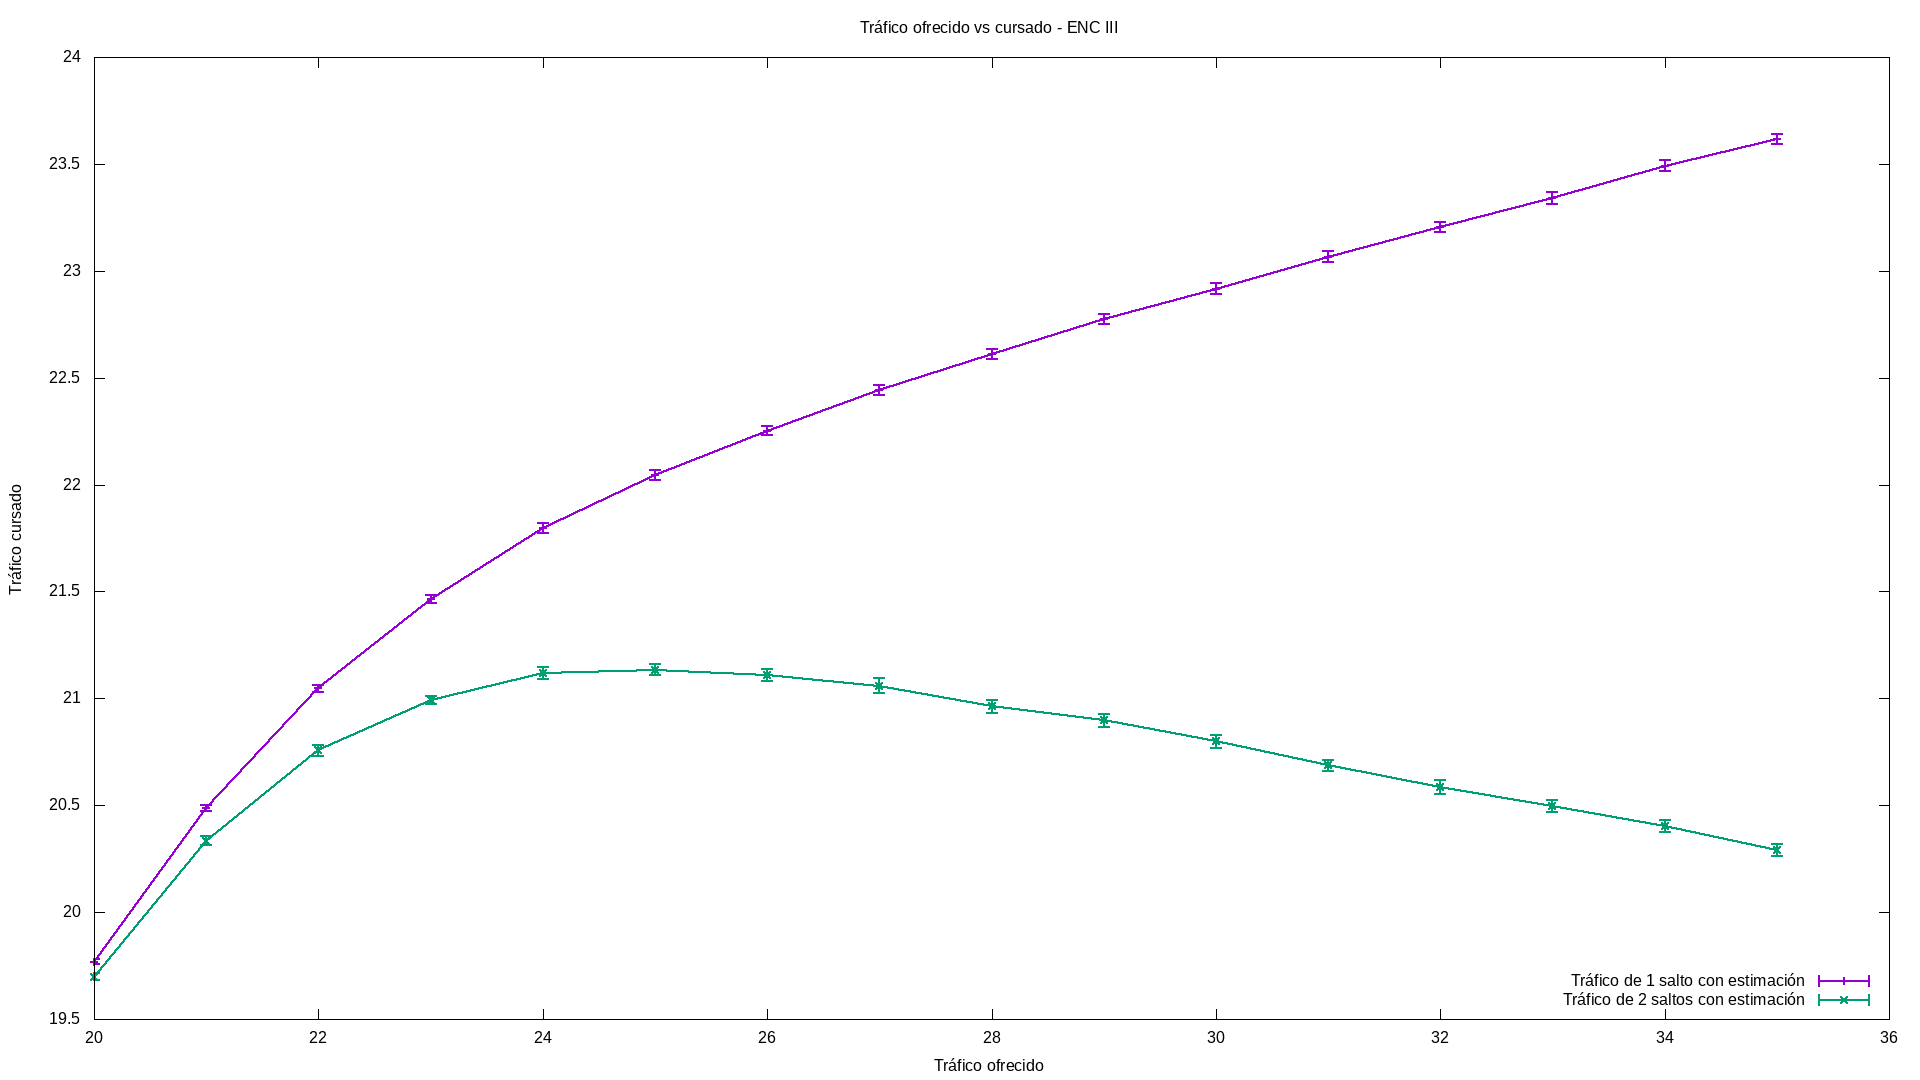 Tráfico ofrecido vs cursado - ENC III
24
23.5
23
22.5
22
21.5
21
20.5
20
19.5
Tráfico cursado
20 22 24 26 28 30 32 34 36
Tráfico ofrecido
Tráfico de 1 salto con estimación
Tráfico de 2 saltos con estimación